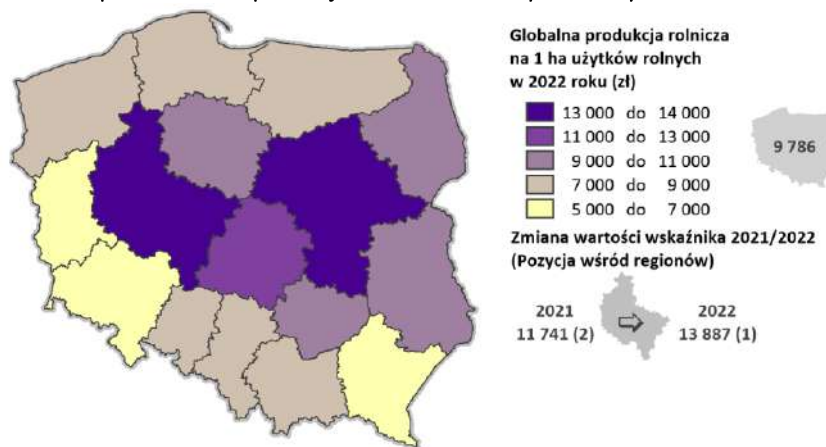 Globalna produkcja rolnicza
na 1 ha użytków rolnych
w 2022 roku (zł)
13 000 do 14 000
11 000 do 13 000
9 000 do 11 000
7 000 do 9 000
5 000 do 7 000
9 786
Zmiana wartości wskaźnika 2021/2022
(Pozycja wśród regionów)
2021
11 741 (2)
2022
13 887 (1)